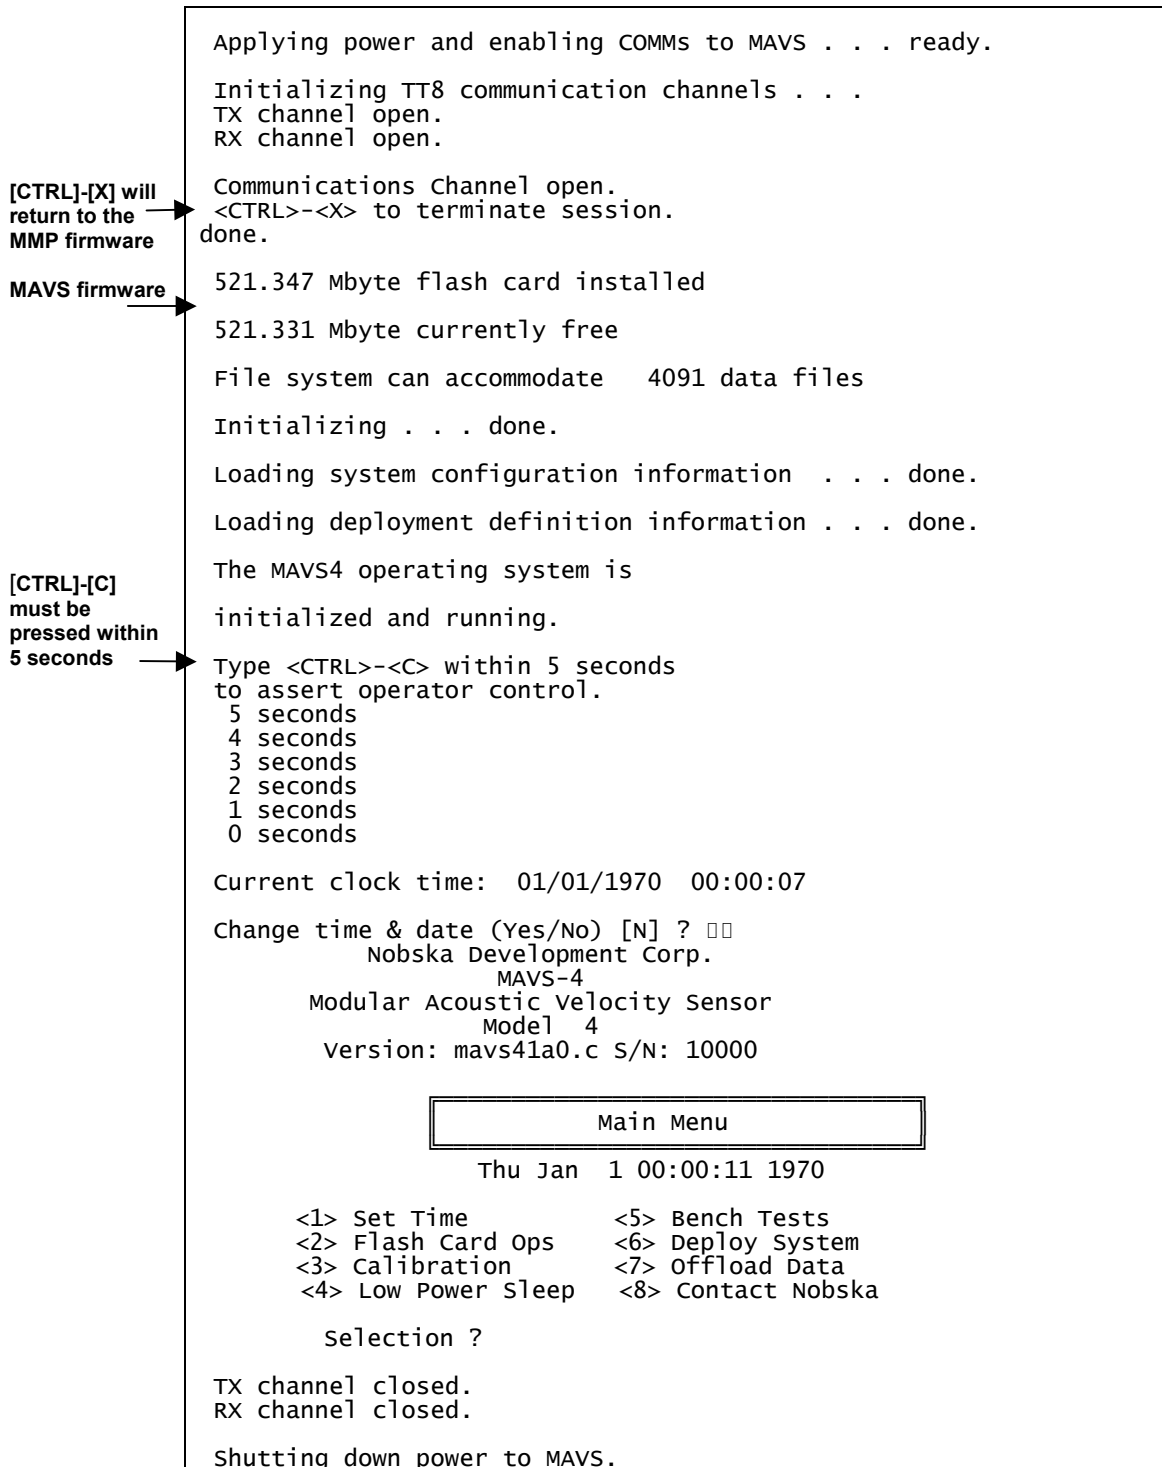 Applying power and enabling COMMs to MAVS . . . ready.
Initializing TT8 communication channels . . .
TX channel open.
RX channel open.
[CTRL]-[X] will
return to the
MMP firmware
Communications Channel open.
<CTRL>-<X> to terminate session.
done.
MAVS firmware
521.347 Mbyte flash card installed
521.331 Mbyte currently free
File system can accommodate   4091 data files
Initializing . . . done.
Loading system configuration information  . . . done.
Loading deployment definition information . . . done.
The MAVS4 operating system is
initialized and running.
[CTRL]-[C]
must be
pressed within
5 seconds
Type <CTRL>-<C> within 5 seconds
to assert operator control.
5 seconds
4 seconds
3 seconds
2 seconds
1 seconds
0 seconds
Current clock time:  01/01/1970  00:00:07
Change time & date (Yes/No) [N] ? ▯▯
Nobska Development Corp.
MAVS-4
Modular Acoustic Velocity Sensor
Model  4
Version: mavs41a0.c S/N: 10000
Main Menu
Thu Jan  1 00:00:11 1970
<1> Set Time          <5> Bench Tests
<2> Flash Card Ops    <6> Deploy System
<3> Calibration       <7> Offload Data
<4> Low Power Sleep   <8> Contact Nobska
Selection ?
TX channel closed.
RX channel closed.
Shutting down power to MAVS.